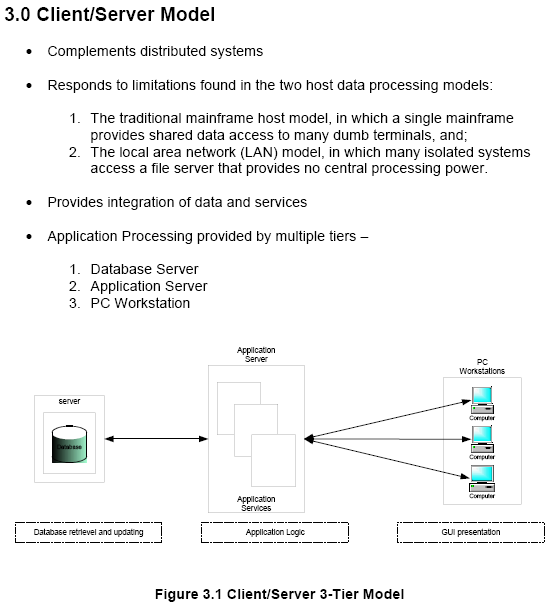 3.0 Client/Server Model
• Complements distributed systems
• Responds to limitations found in the two host data processing models:
1. The traditional mainframe host model, in which a single mainframe
provides shared data access to many dumb terminals, and;
2. The local area network (LAN) model, in which many isolated systems
access a file server that provides no central processing power.
• Provides integration of data and services
• Application Processing provided by multiple tiers –
1. Database Server
2. Application Server
3. PC Workstation
Application
Server
PC
Workstations
server
Database
Computer
Computer
Computer
Application
Services
Database retrievel and updating
Application Logic
GUI presentation
Figure 3.1 Client/Server 3-Tier Model